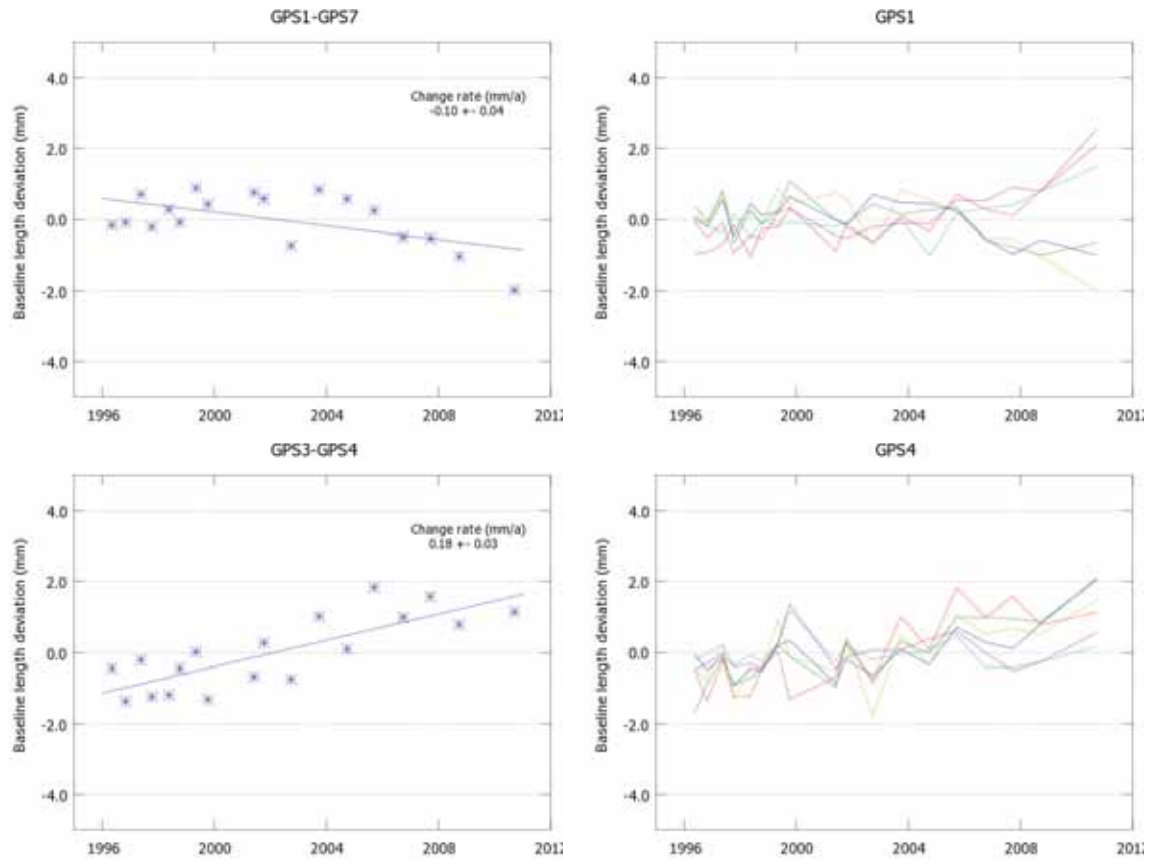 GPS1-GPS7
Baseline length deviation (mm)
4.0
2.0
0.0
-2.0
-4.0
Change rate (mm/a)
-0.10 +- 0.04
1996 2000 2004 2008 2012
GPS1
Baseline length deviation (mm)
4.0
2.0
0.0
-2.0
-4.0
1996 2000 2004 2008 201
GPS3-GPS4
Baseline length deviation (mm)
4.0
2.0
0.0
-2.0
-4.0
Change rate (mm/a)
0.18 +- 0.03
1996 2000 2004 2008 2012
GPS4
Baseline length deviation (mm)
4.0
2.0
0.0
-2.0
-4.0
1996 2000 2004 2008 201